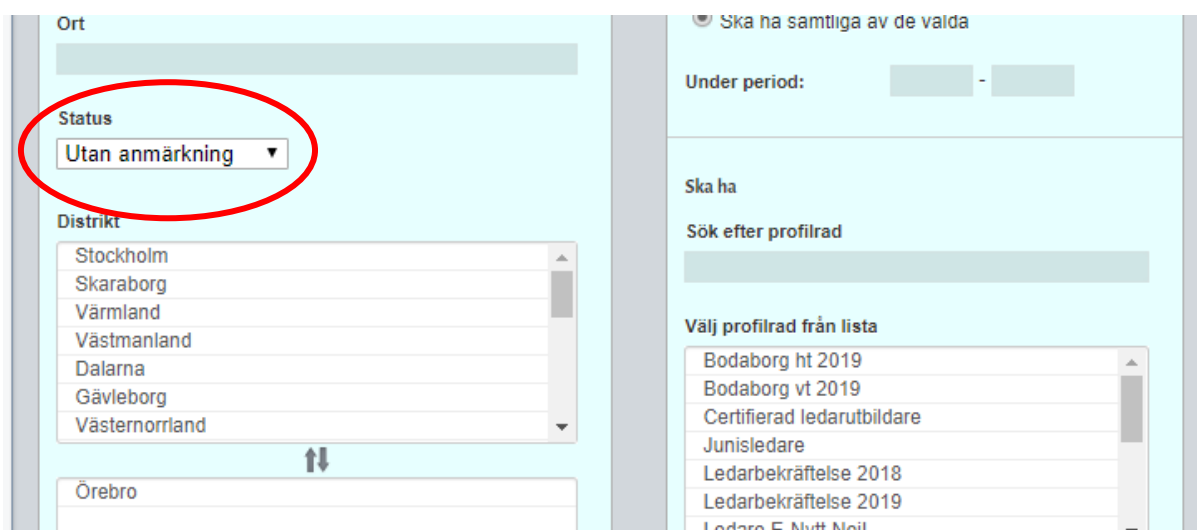 Ort
Status
Utan anmärkning
Distrikt
Stockholm
Skaraborg
Värmland
Västmanland
Dalarna
Gävleborg
Västernorrland
Örebro
Ska ha samtliga av de valda
Under period: -
Ska ha
Sök efter profilrad
Välj profilrad från lista
Bodaborg ht 2019
Bodaborg vt 2019
Certifierad ledarutbildare
Junisledare
Ledarbekräftelse 2018
Ledarbekräftelse 2019